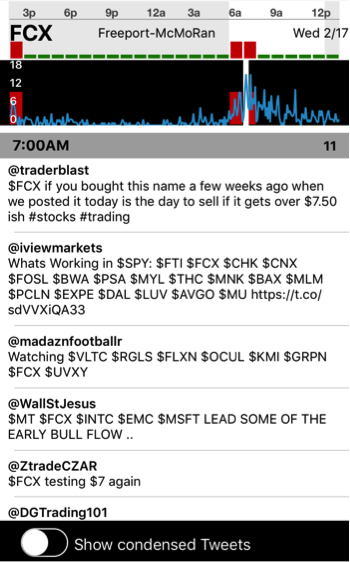 3p 6p 9p 12a 3a 6a 9a 12p
FCX Freeport-McMoRan Wed 2/17
18
12
6
0
7:00AM 11
@traderblast
$FCX if you bought this name a few weeks ago when
we posted it today is the day to sell if it gets over $7.50
ish #stocks #trading
@iviewmarkets
Whats Working in $SPY: $FTI $FCX $CHK $CNX
$FOSL $BWA $PSA $MYL $THC $MNK $BAX $MLM
$PCLN $EXPE $DAL $LUV $AVGO $MU https://t.co/
sdVVXiQA33
@madaznfootballr
Watching $VLTC $RGLS $FLXN $OCUL $KMI $GRPN
$FCX $UVXY
@WallStJesus
$MT $FCX $INTC $EMC $MSFT LEAD SOME OF THE
EARLY BULL FLOW ..
@ZtradeCZAR
$FCX testing $7 again
@DGTrading101
Show condensed Tweets